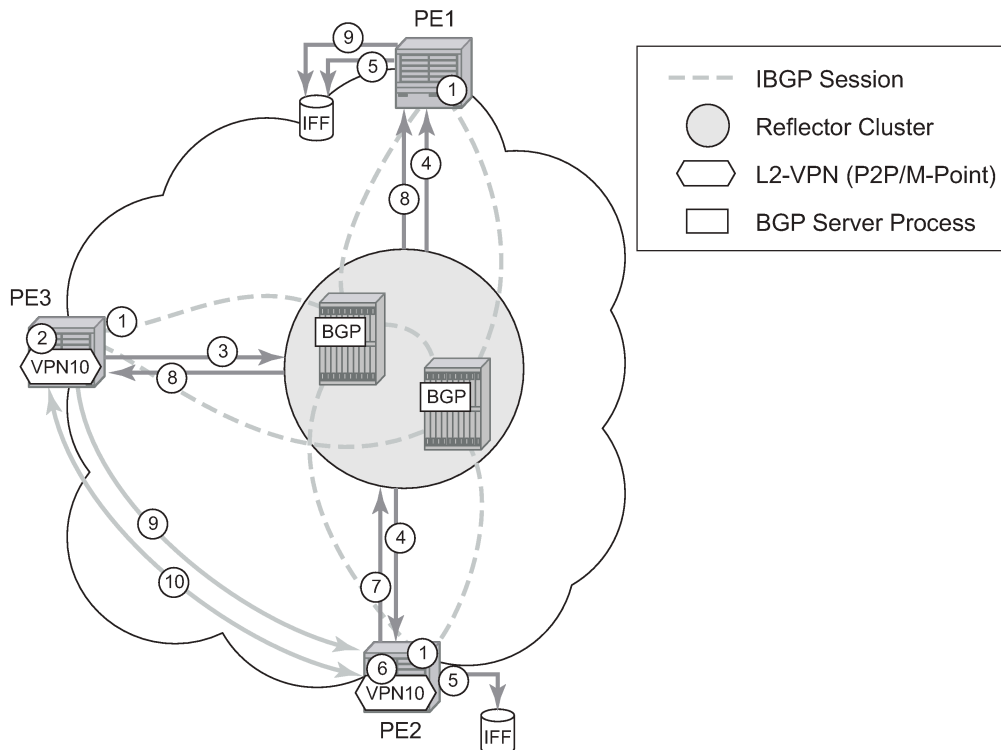 PE1
9
5
1
IFF
IBGP Session
Reflector Cluster
L2-VPN (P2P/M-Point)
BGP Server Process
4
8
PE3
1
2
VPN10
3
8
BGP
BGP
9
10
4
7
1
6
VPN10
5
PE2
IFF